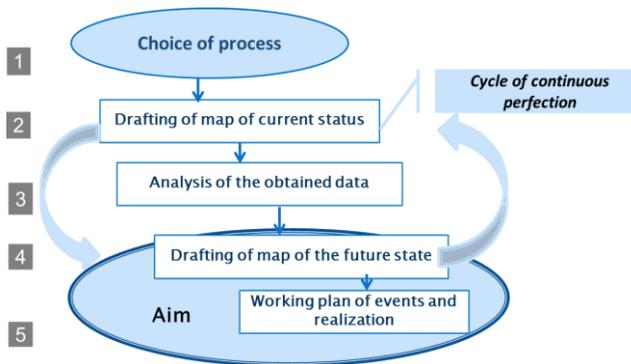 Choice of process
1
Cycle of continuous
perfection
2
Drafting of map of current status
Analysis of the obtained data
3
4
Drafting of map of the future state
Working plan of events and
realization
Aim
5